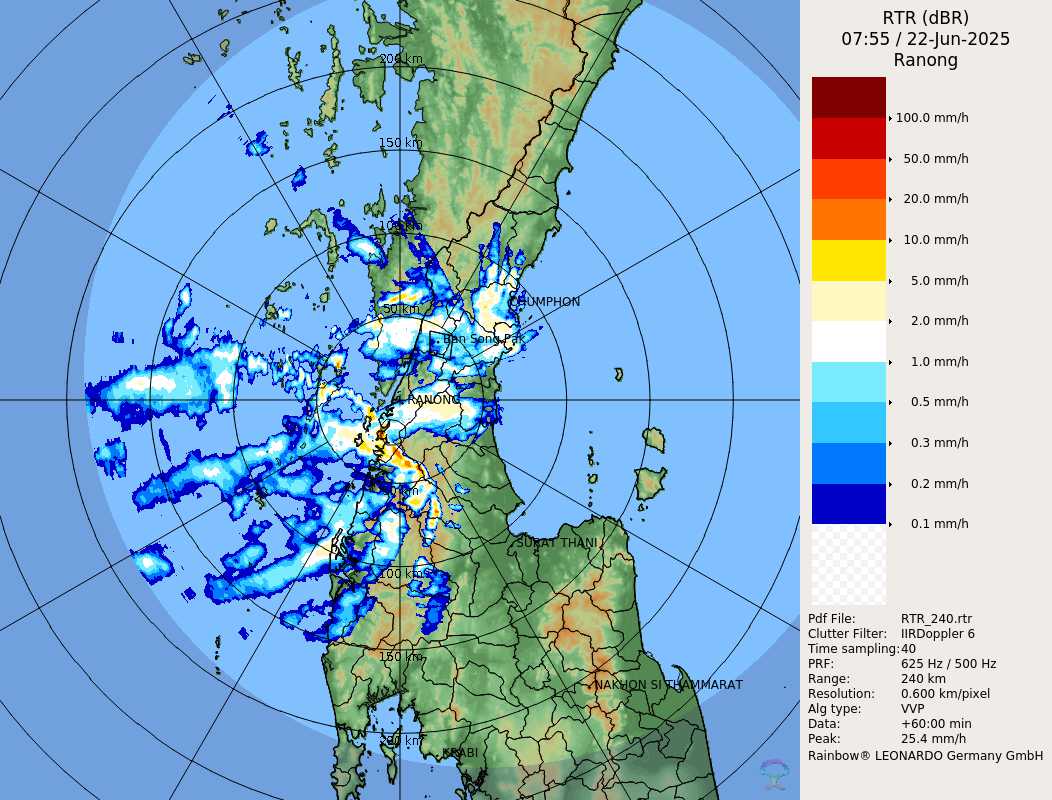 RTR (dBR)
07:55 / 22-Jun-2025
Ranong
100.0 mm/h
50.0 mm/h
20.0 mm/h
10.0 mm/h
5.0 mm/h
2.0 mm/h
1.0 mm/h
0.5 mm/h
0.3 mm/h
0.2 mm/h
0.1 mm/h
Pdf File: RTR_240.rtr
Clutter Filter: IIRDoppler 6
Time sampling: 40
PRF: 625 Hz / 500 Hz
Range: 240 km
Resolution: 0.600 km/pixel
Alg type: VVP
Data: +60:00 min
Peak: 25.4 mm/h
Rainbow® LEONARDO Germany GmbH
200 km
150 km
100 km
50 km
CHUMPHON
Ban Song Pak
RANONG
50 km
SURAT THANI
100 km
150 km
NAKHON SI THAMMARAT
200 km
KRABI